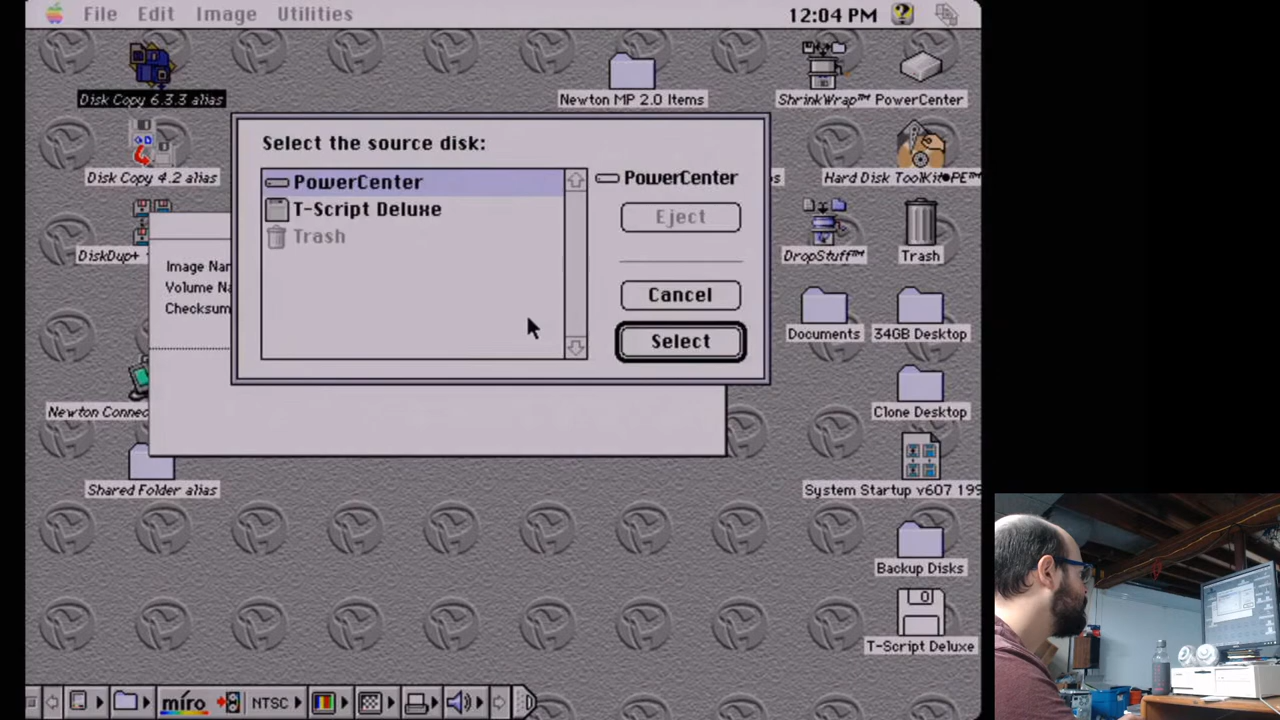 File Edit Image Utilities
12:04 PM
Disk Copy 6.3.3 alias
Newton MP 2.0 Items
ShrinkWrap™
PowerCenter
Select the source disk:
PowerCenter
T-Script Deluxe
Trash
PowerCenter
Eject
Cancel
Select
Disk Copy 4.2 alias
Hard Disk ToolKit•PE™
DiskDup+
Image Nar
Volume Na
Checksum
DropStuff™
Trash
Documents
34GB Desktop
Newton Connec
Clone Desktop
Shared Folder alias
System Startup v607 199
Backup Disks
T-Script Deluxe
miro
NTSC